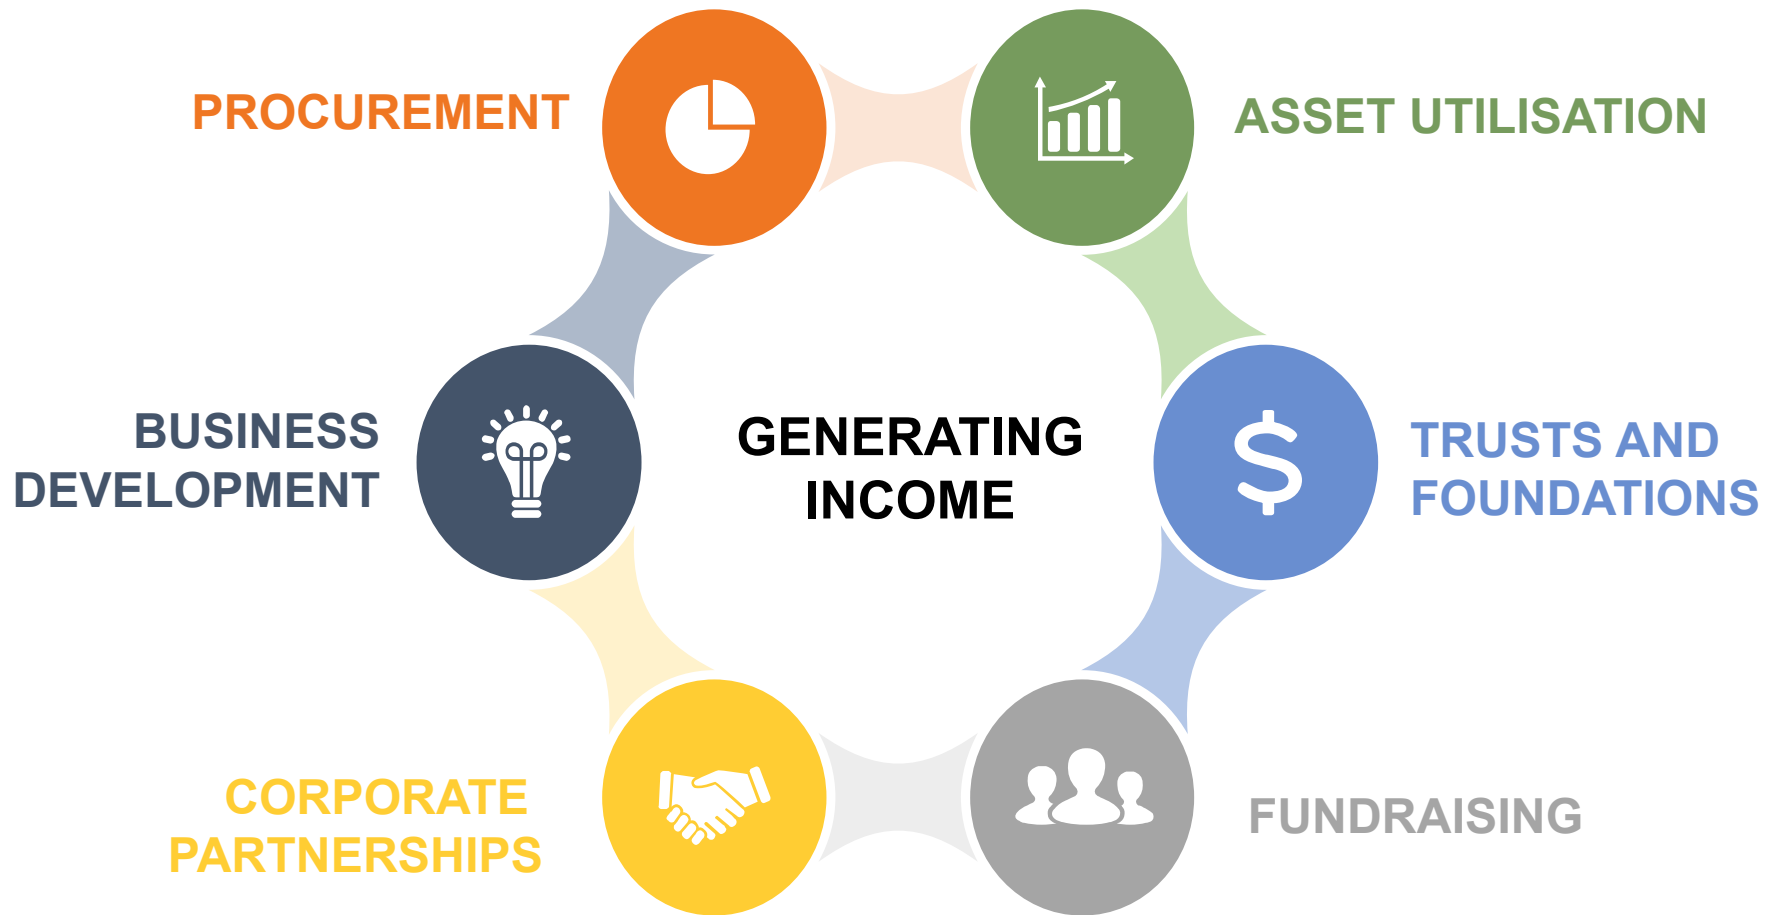 PROCUREMENT
ASSET UTILISATION
BUSINESS
DEVELOPMENT
GENERATING
INCOME
TRUSTS AND
FOUNDATIONS
CORPORATE
PARTNERSHIPS
FUNDRAISING